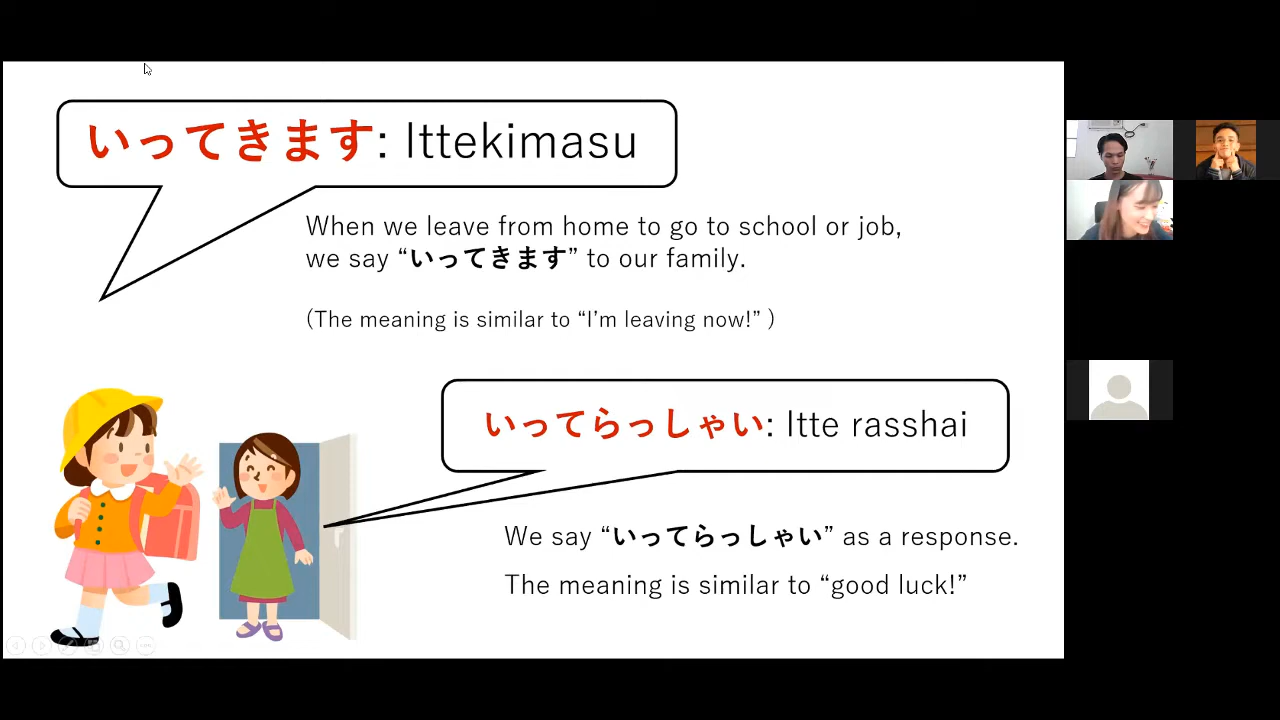 いってきます: Ittekimasu
When we leave from home to go to school or job,
we say “いってきます” to our family.
(The meaning is similar to “I’m leaving now!” )
いってらっしゃい: Itte rasshai
We say “いってらっしゃい” as a response.
The meaning is similar to “good luck!”